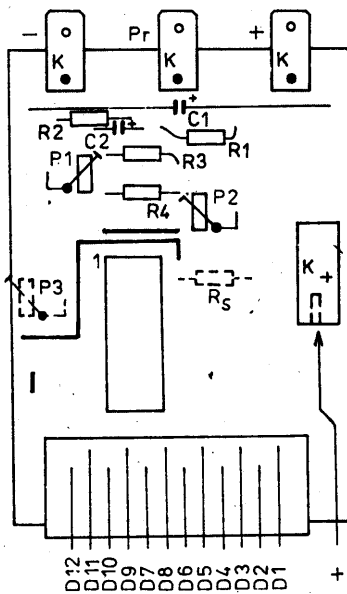 - Pr +
K K K
+
C1
R2 + R1
C2
P1 R3
R4 P2
1
K +
P3
Rs
D12 D11 D10 D9 D7 D8 D6 D5 D4 D3 D2 D1 +